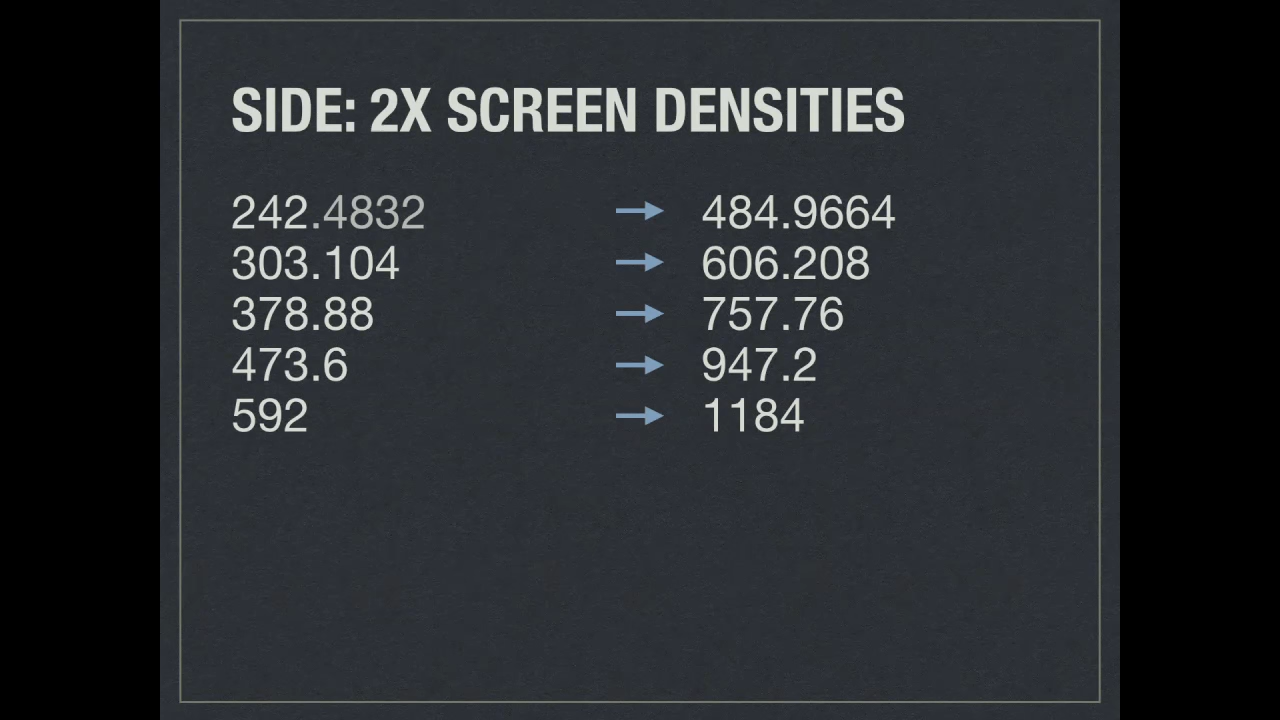 SIDE: 2X SCREEN DENSITIES
242.4832 → 484.9664
303.104 → 606.208
378.88 → 757.76
473.6 → 947.2
592 → 1184